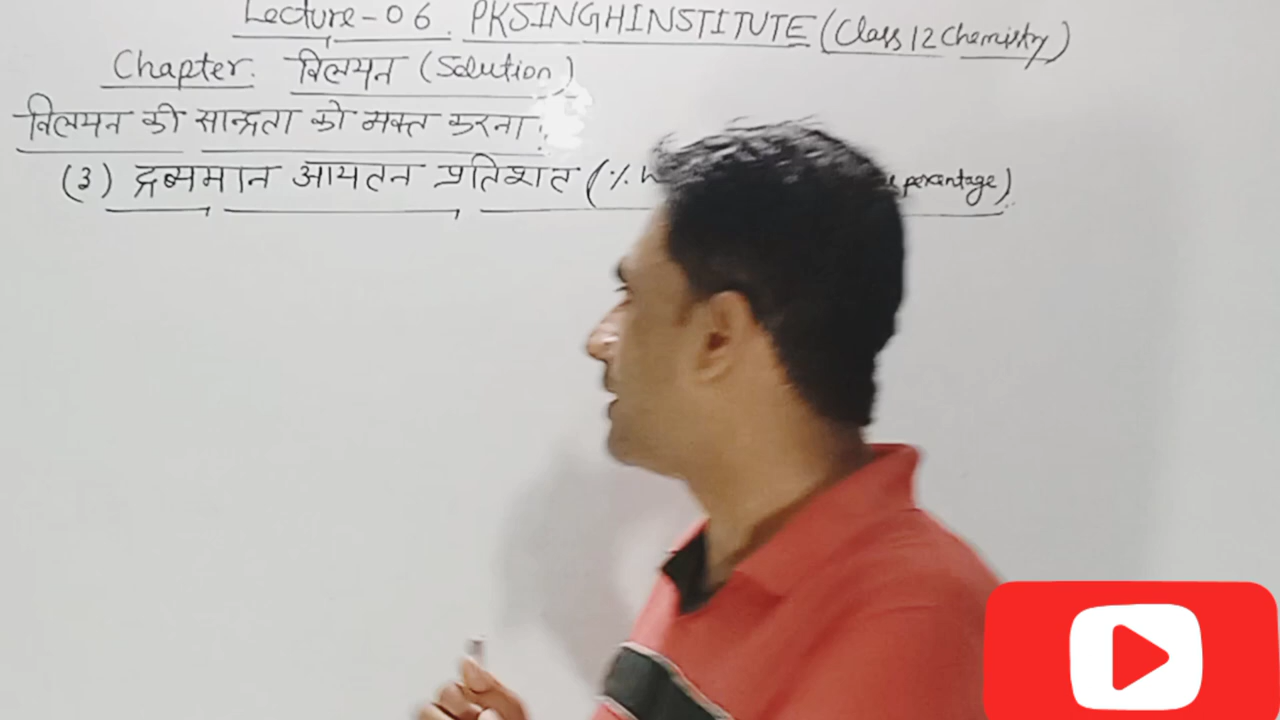 Lecture-06. PKSINGHINSTITUTE (Class 12 Chemistry)
Chapter. विलयन (Solution)
विलयन की सान्द्रता को मक्त करना:
(3) द्रव्यमान आयतन प्रतिशत (% percentage)